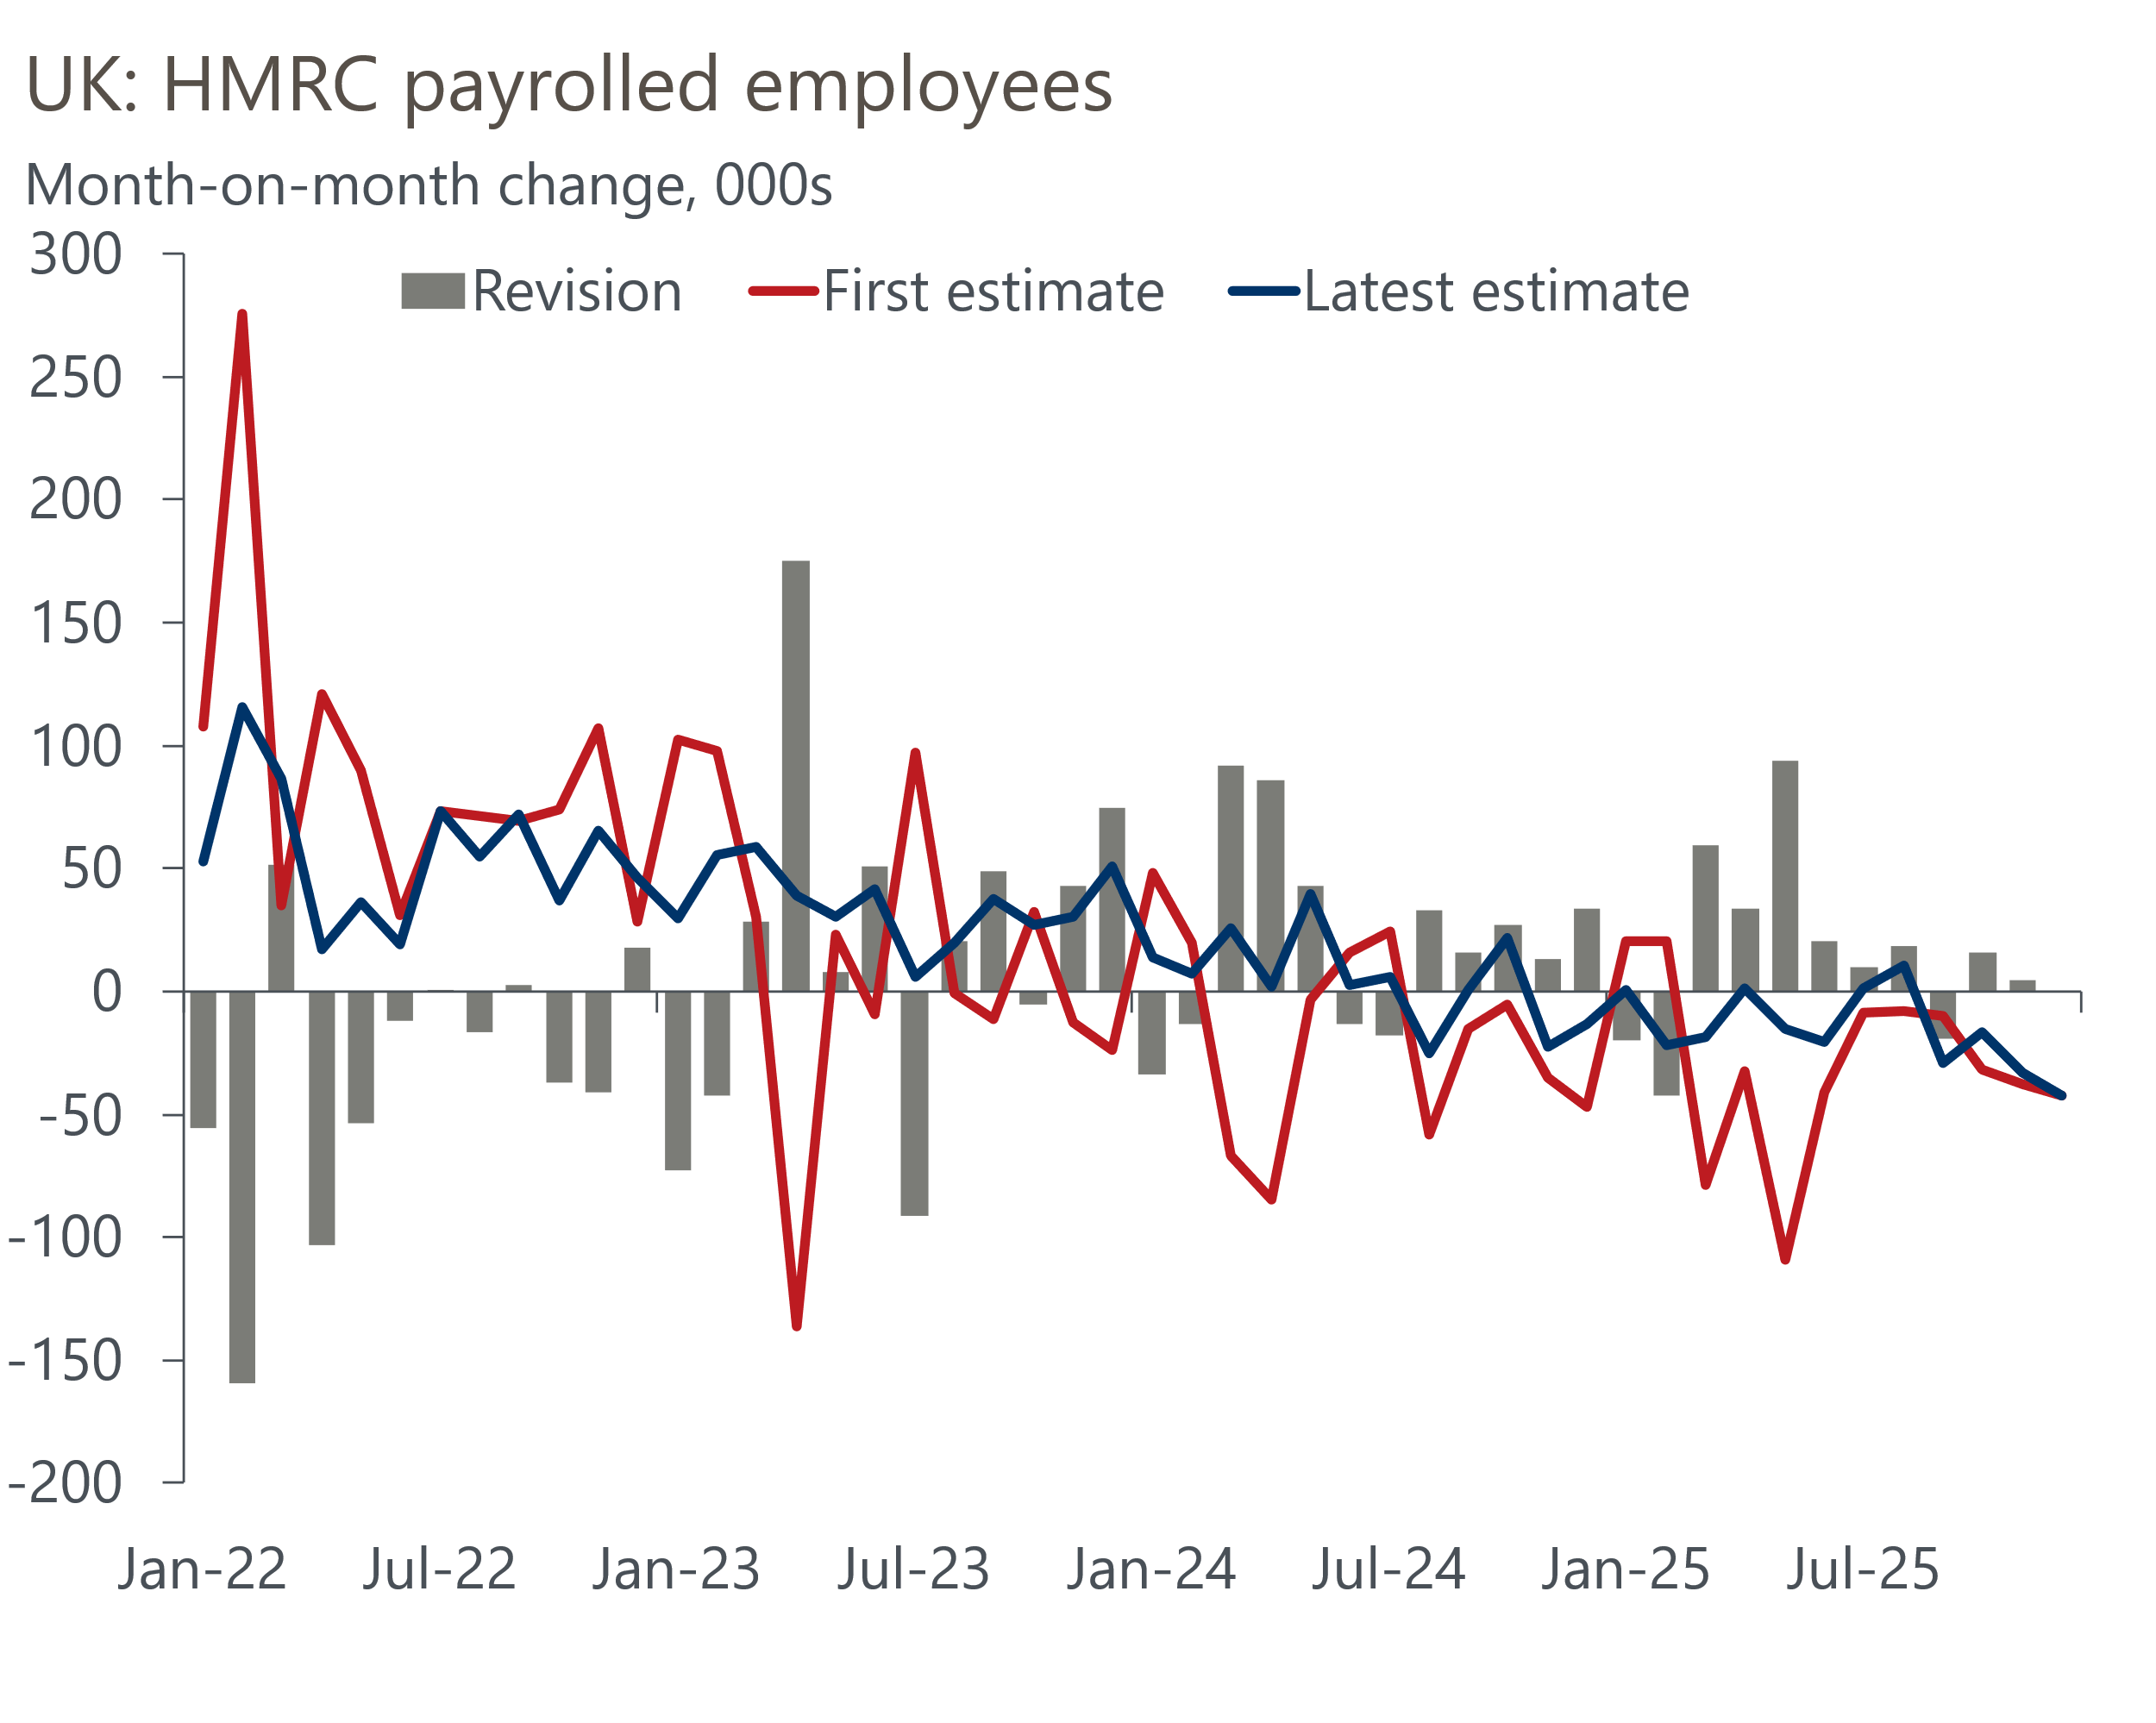 UK: HMRC payrolled employees
Month-on-month change, 000s
300
Revision First estimate Latest estimate
250
200
150
100
50
0
-50
-100
-150
-200
Jan-22 Jul-22 Jan-23 Jul-23 Jan-24 Jul-24 Jan-25 Jul-25